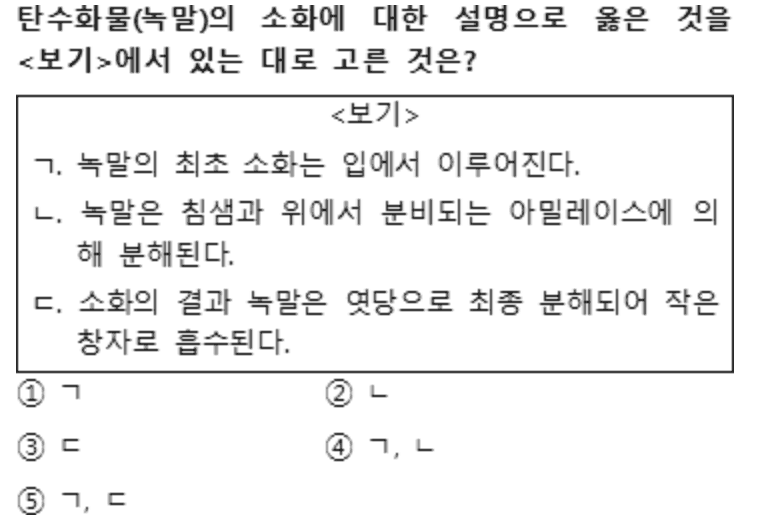 탄수화물(녹말)의 소화에 대한 설명으로 옳은 것을
<보기>에서 있는 대로 고른 것은?
<보기>
ㄱ. 녹말의 최초 소화는 입에서 이루어진다.
ㄴ. 녹말은 침샘과 위에서 분비되는 아밀레이스에 의
해 분해된다.
ㄷ. 소화의 결과 녹말은 엿당으로 최종 분해되어 작은
창자로 흡수된다.
① ㄱ ② ㄴ
③ ㄷ ④ ㄱ, ㄴ
⑤ ㄱ, ㄷ